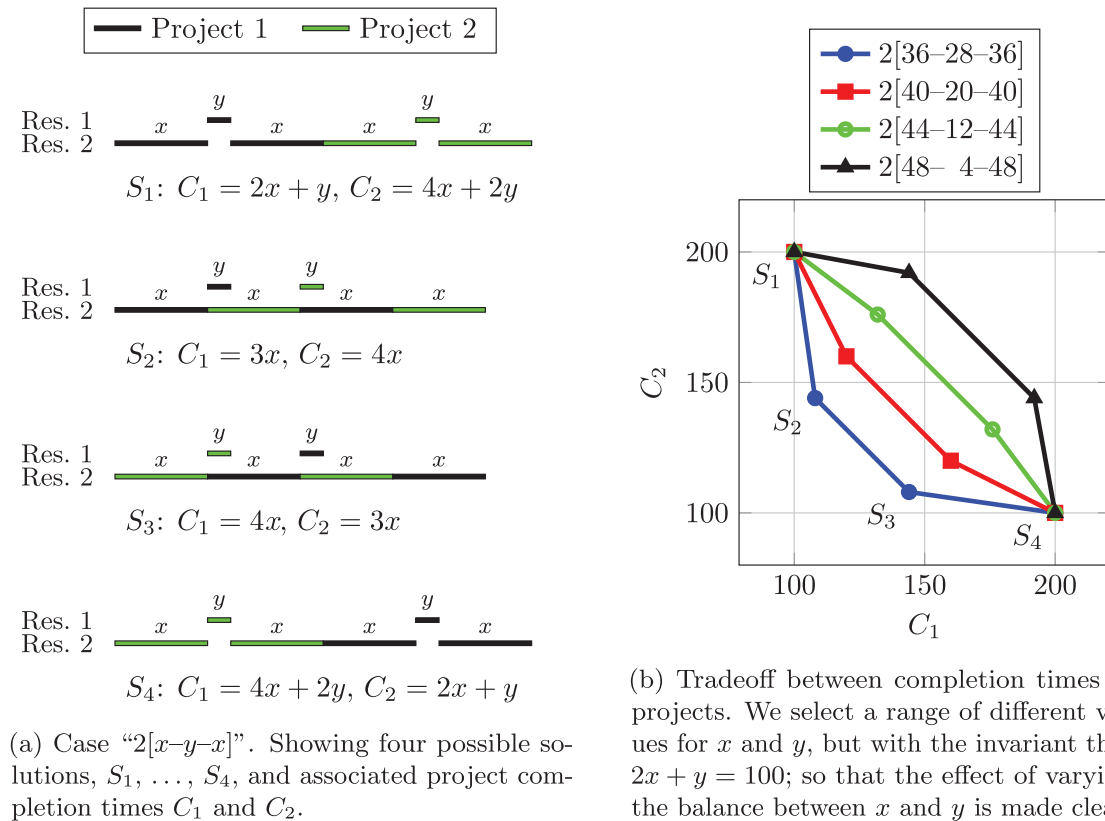 Project 1 Project 2
y y
Res. 1
x x x x
Res. 2
S1: C1 = 2x + y, C2 = 4x + 2y
y y
Res. 1
x x x x
Res. 2
S2: C1 = 3x, C2 = 4x
y y
Res. 1
x x x x
Res. 2
S3: C1 = 4x, C2 = 3x
y y
Res. 1
x x x x
Res. 2
S4: C1 = 4x + 2y, C2 = 2x + y
(a) Case “2[x–y–x]”. Showing four possible so-
lutions, S1, …, S4, and associated project com-
pletion times C1 and C2.
2[36–28–36]
2[40–20–40]
2[44–12–44]
2[48– 4–48]
200
S1
150
C2
S2
100
S3
S4
100 150 200
C1
(b) Tradeoff between completion times
projects. We select a range of different v
ues for x and y, but with the invariant th
2x + y = 100; so that the effect of varyi
the balance between x and y is made clea